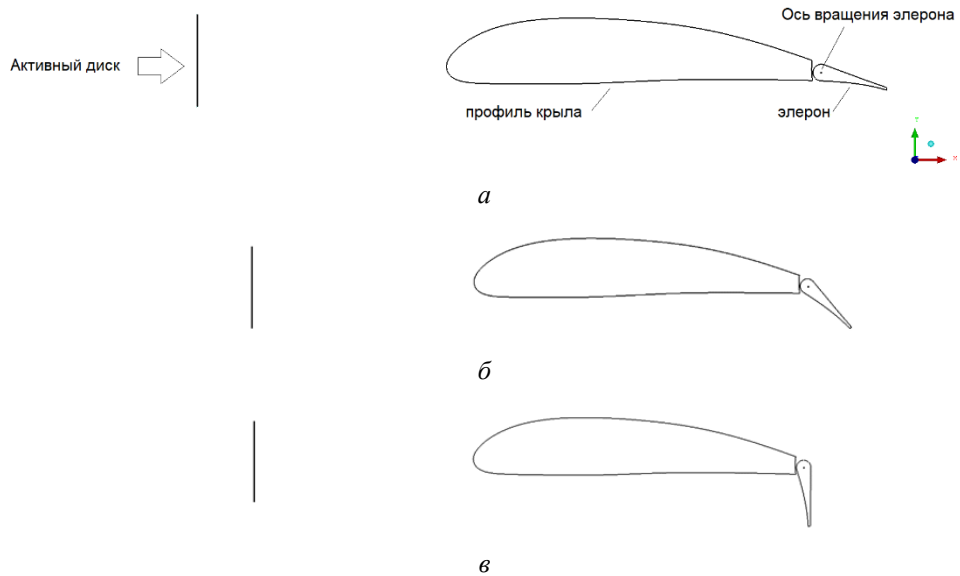 Ось вращения элерона
Активный диск
профиль крыла
элерон
Y
X
а
б
в